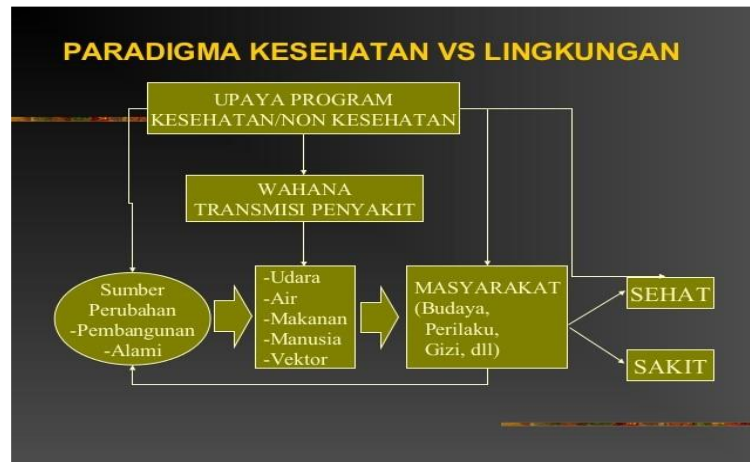 PARADIGMA KESEHATAN VS LINGKUNGAN
UPAYA PROGRAM
KESEHATAN/NON KESEHATAN
WAHANA
TRANSMISI PENYAKIT
Sumber
Perubahan
-Pembangunan
-Alami
-Udara
-Air
-Makanan
-Manusia
-Vektor
MASYARAKAT
(Budaya,
Perilaku,
Gizi, dll)
SEHAT
SAKIT